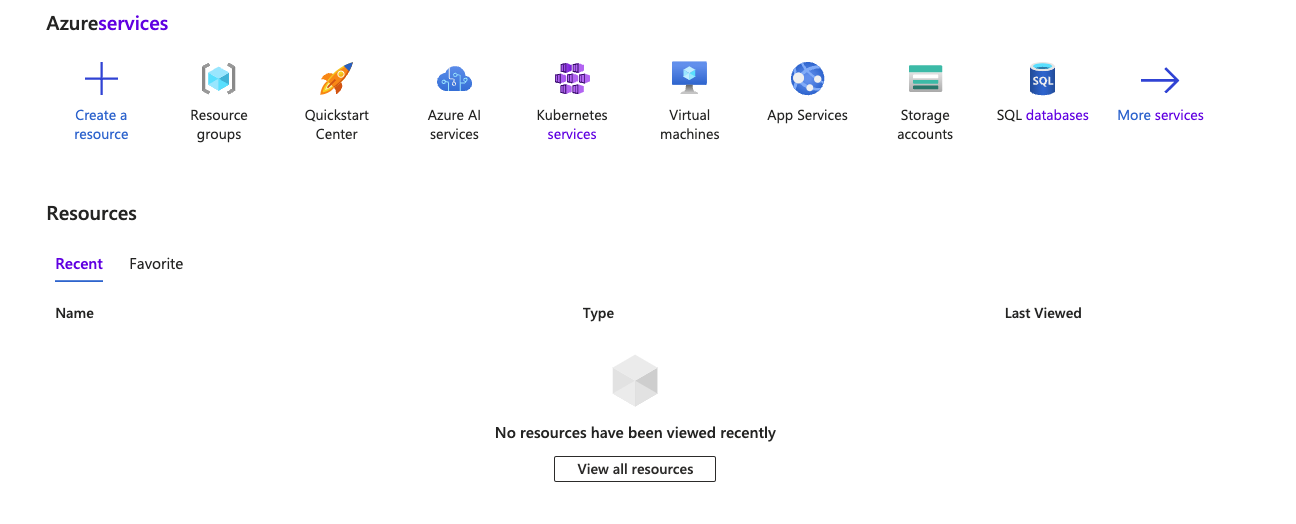 Azureservices
Create a resource
Resource groups
Quickstart Center
Azure AI services
Kubernetes services
Virtual machines
App Services
Storage accounts
SQL
SQL databases
More services
Resources
Recent Favorite
Name Type Last Viewed
No resources have been viewed recently
View all resources